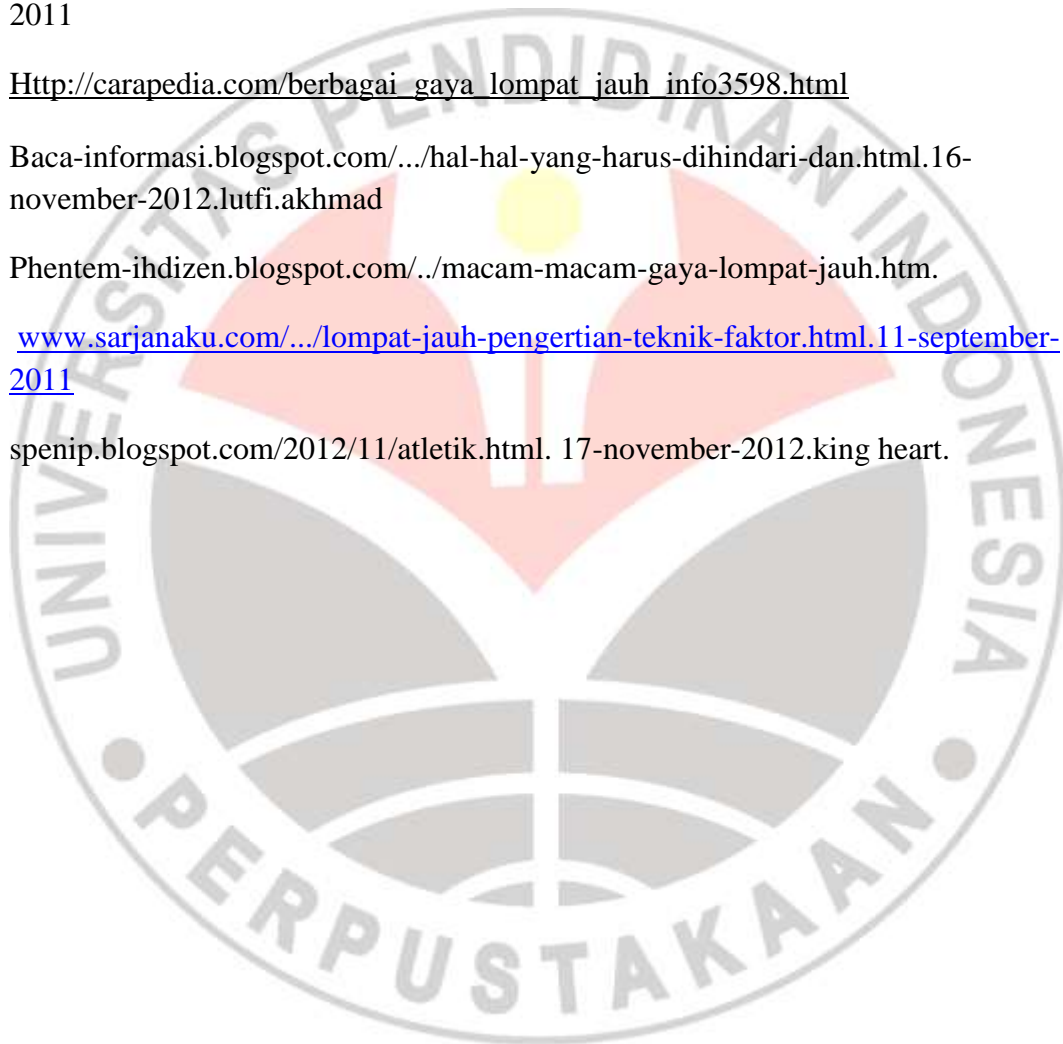 2011
Http://carapedia.com/berbagai_gaya_lompat_jauh_info3598.html
Baca-informasi.blogspot.com/.../hal-hal-yang-harus-dihindari-dan.html.16-
november-2012.lutfi.akhmad
Phentem-ihdizen.blogspot.com/../macam-macam-gaya-lompat-jauh.htm.
www.sarjanaku.com/.../lompat-jauh-pengertian-teknik-faktor.html.11-september-
2011
spenip.blogspot.com/2012/11/atletik.html. 17-november-2012.king heart.
UNIVERSITAS PENDIDIKAN INDONESIA
PERPUSTAKAAN